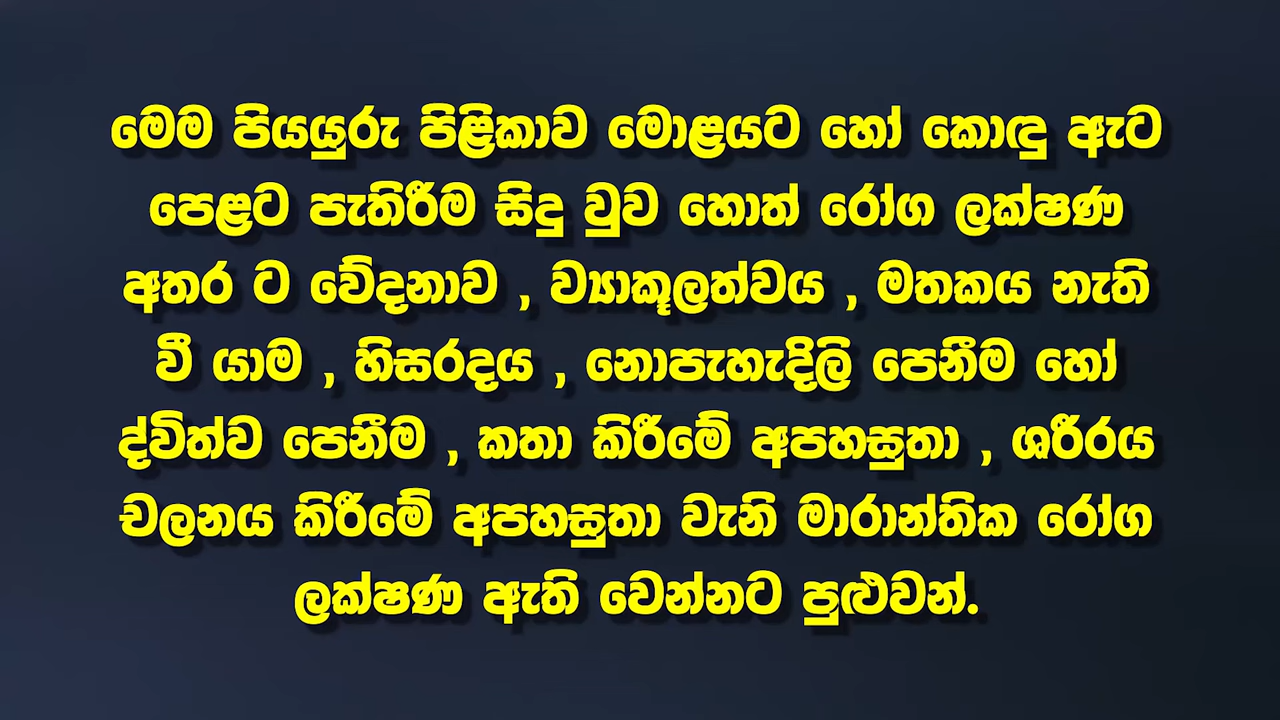 මෙම පියයුරු පිළිකාව මොළයට හෝ කොඳු ඇට
පෙළට පැතිරීම සිදු වුව හොත් රෝග ලක්ෂණ
අතර ට වේදනාව , ව්‍යාකූලත්වය , මතකය නැති
වී යාම , හිසරදය , නොපැහැදිලි පෙනීම හෝ
ද්විත්ව පෙනීම , කතා කිරීමේ අපහසුතා , ශරීරය
චලනය කිරීමේ අපහසුතා වැනි මාරාන්තික රෝග
ලක්ෂණ ඇති වෙන්නට පුළුවන්.